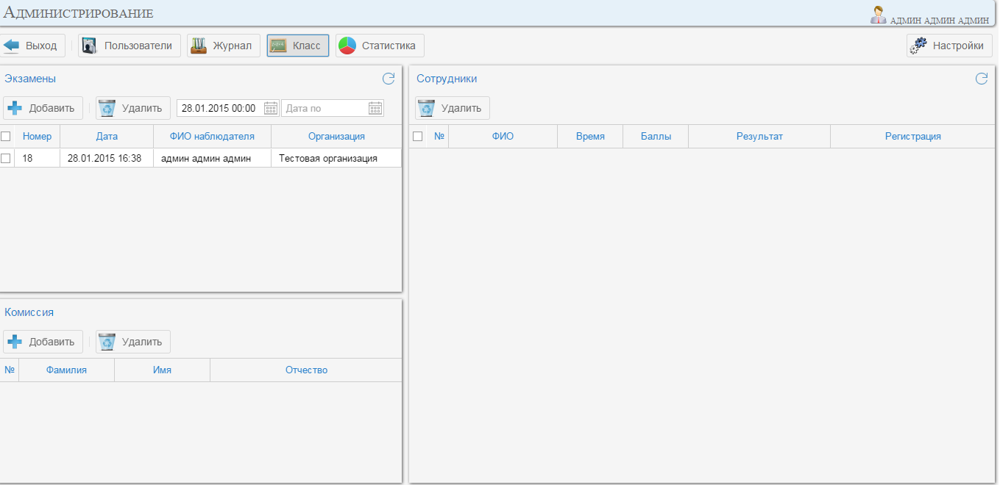 Администрирование
админ админ админ
Выход Пользователи Журнал Класс Статистика Настройки
Экзамены
Добавить Удалить 28.01.2015 00:00 Дата по
Номер Дата ФИО наблюдателя Организация
18 28.01.2015 16:38 админ админ админ Тестовая организация
Комиссия
Добавить Удалить
№ Фамилия Имя Отчество
Сотрудники
Удалить
№ ФИО Время Баллы Результат Регистрация